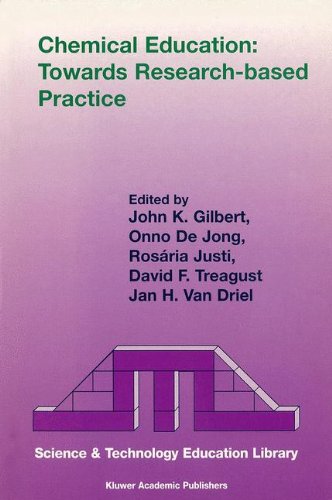 Chemical Education:
Towards Research-based
Practice
Edited by
John K. Gilbert,
Onno De Jong,
Rosária Justi,
David F. Treagust
Jan H. Van Driel
Science & Technology Education Library
Kluwer Academic Publishers